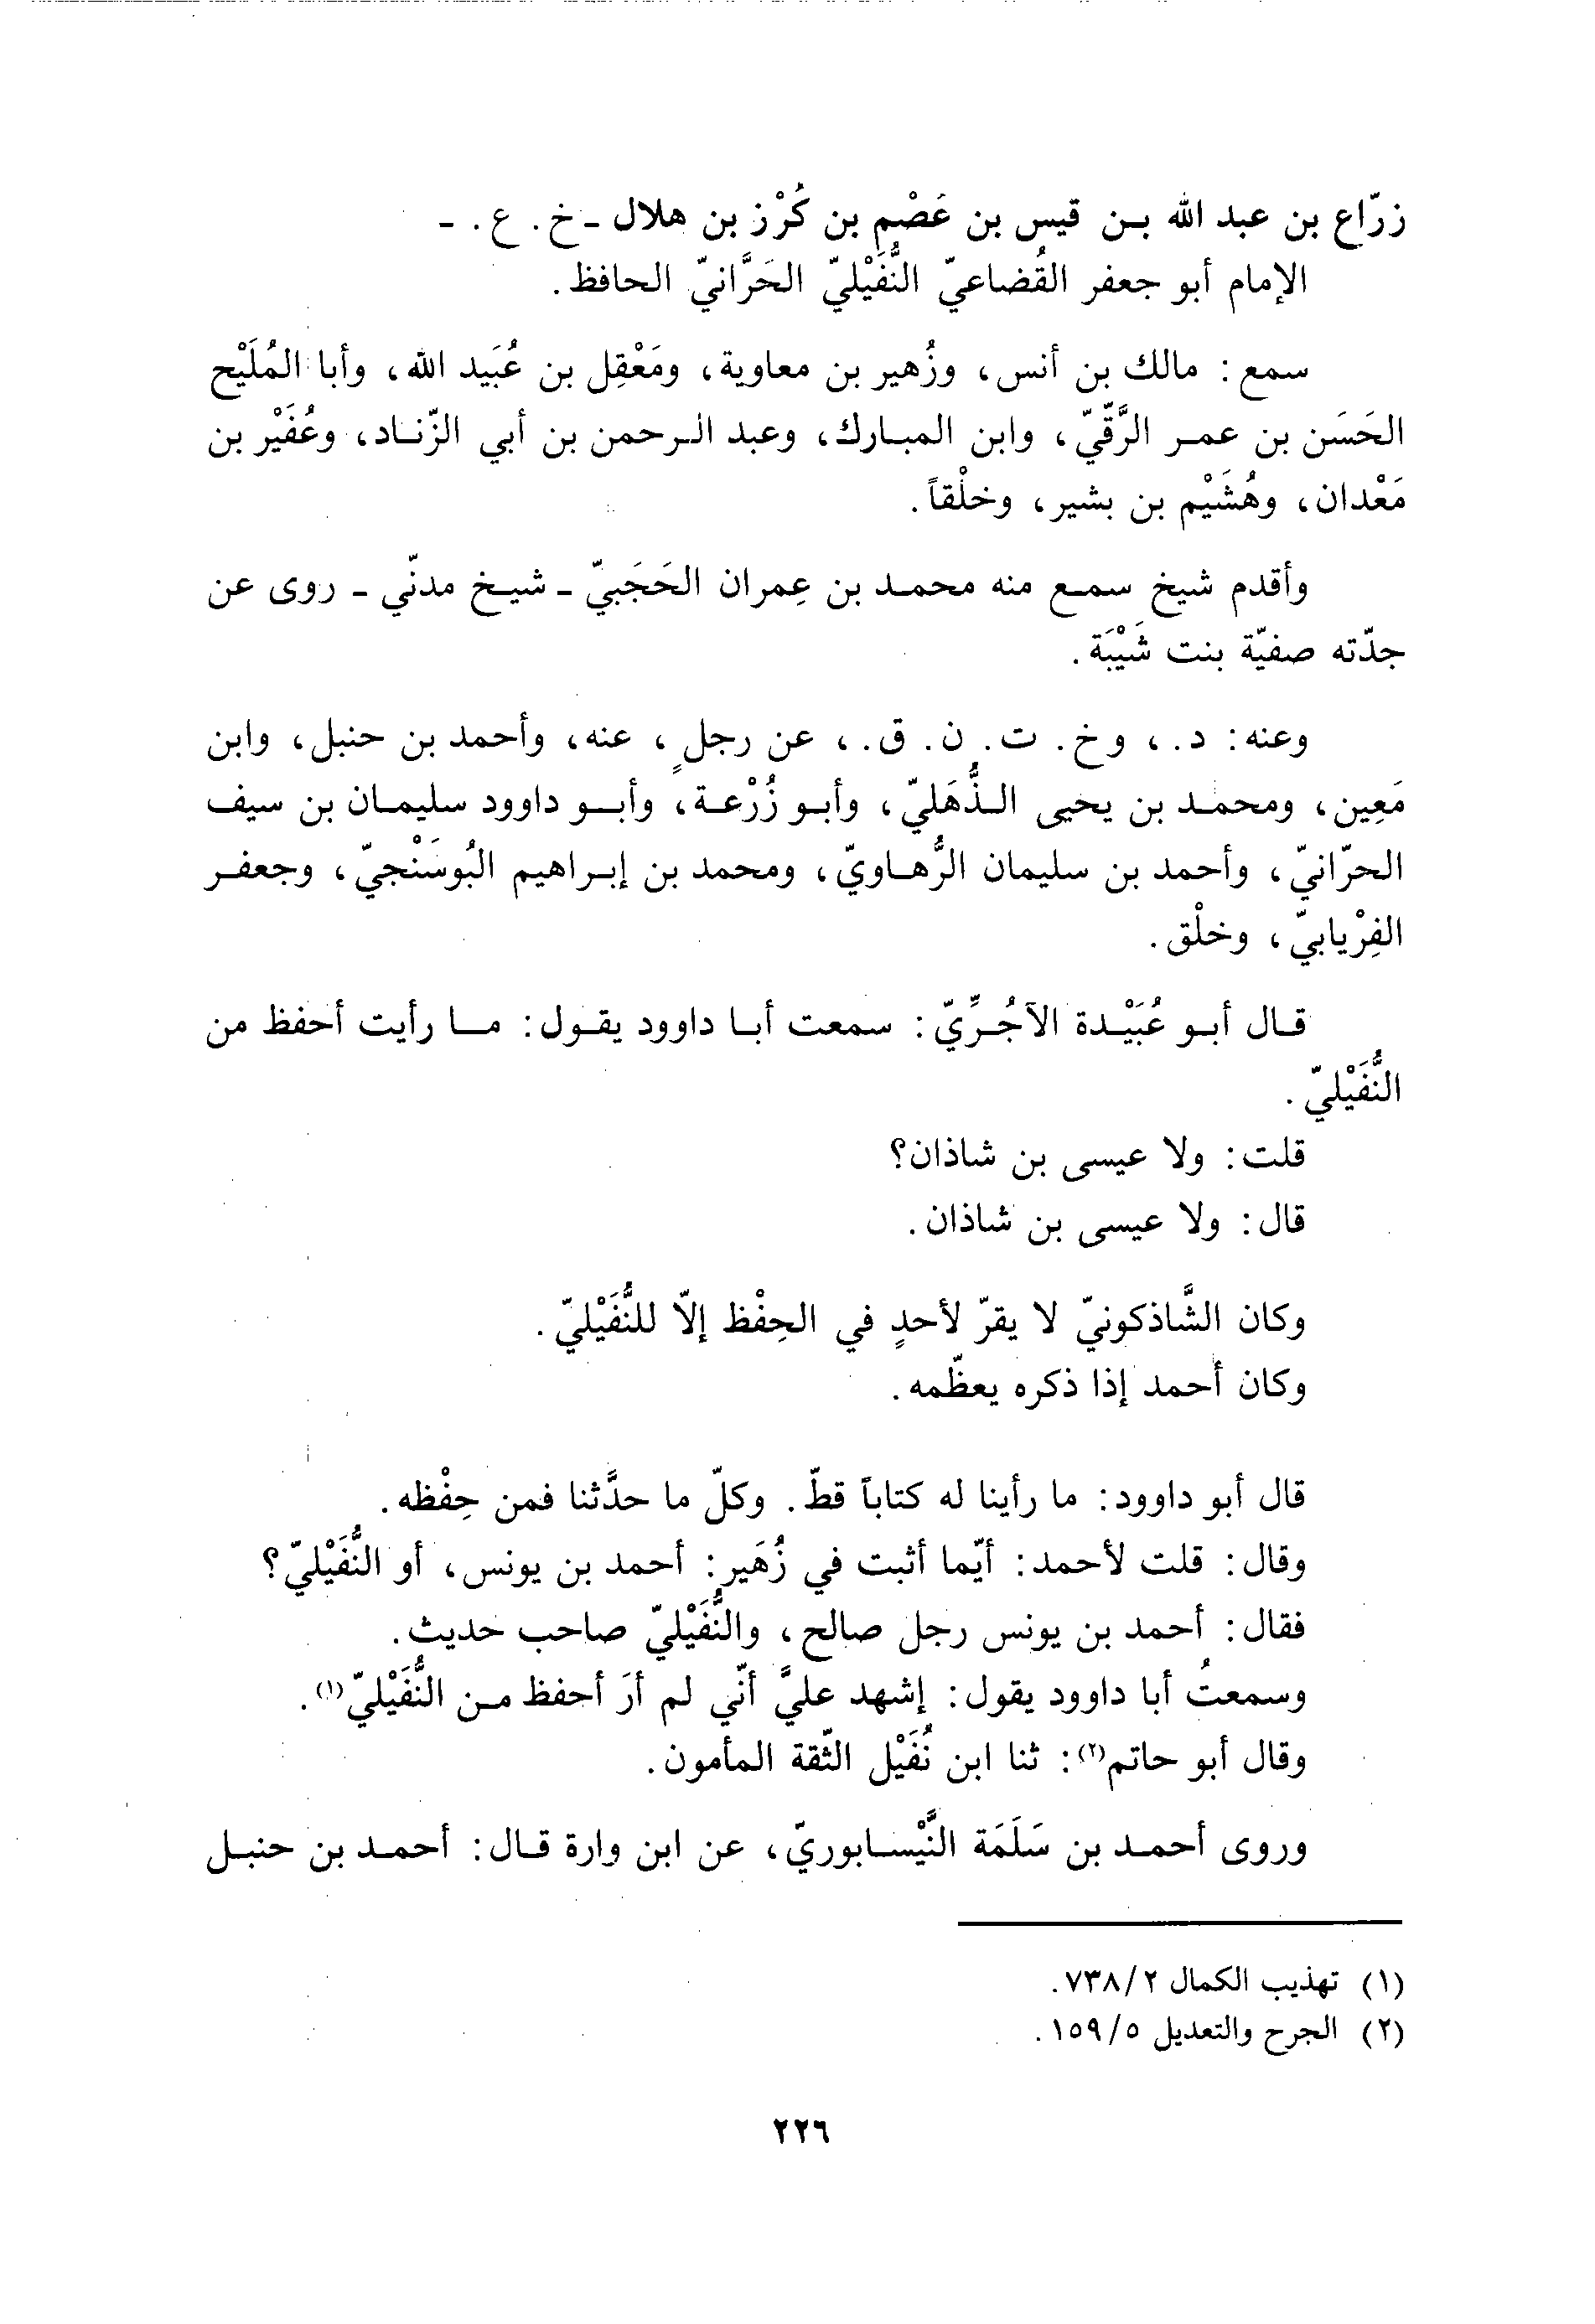 زرّاع بن عبد الله بن قيس بن عَصْم بن كُرْز بن هلال - خ. ع. -
الإمام أبو جعفر القُضاعيّ النُّفَيْليّ الحَرَّانيّ الحافظ.
سمع: مالك بن أنس، وزُهير بن معاوية، ومَعْقِل بن عُبَيد الله، وأبا المُلَيْح
الحَسَن بن عمر الرَّقّيّ، وابن المبارك، وعبد الرحمن بن أبي الزّناد، وعُفَيْر بن
مَعْدان، وهُشَيْم بن بشير، وخلْقاً.
وأقدم شيخ سمع منه محمد بن عِمران الحَجَبيّ - شيخ مدنّي - روى عن
جدّته صفيّة بنت شَيْبَة.
وعنه: د.، و خ. ت. ن. ق.، عن رجلٍ، عنه، وأحمد بن حنبل، وابن
مَعِين، ومحمد بن يحيى الذُّهَليّ، وأبو زُرْعة، وأبو داوود سليمان بن سيف
الحرّانيّ، وأحمد بن سليمان الرُّهاويّ، ومحمد بن إبراهيم البُوسَنْجيّ، وجعفر
الفِرْيابيّ، وخلْق.
قال أبو عُبَيْدة الآجُرِّيّ: سمعت أبا داوود يقول: ما رأيت أحفظ من
النُّفَيْليّ.
قلت: ولا عيسى بن شاذان؟
قال: ولا عيسى بن شاذان.
وكان الشَّاذكونيّ لا يقرّ لأحدٍ في الحِفْظ إلّا للنُّفَيْليّ.
وكان أحمد إذا ذكره يعظّمه.
قال أبو داوود: ما رأينا له كتاباً قطّ. وكلّ ما حدَّثنا فمن حِفْظه.
وقال: قلت لأحمد: أيّما أثبت في زُهَير: أحمد بن يونس، أو النُّفَيْليّ؟
فقال: أحمد بن يونس رجل صالح، والنُّفَيْليّ صاحب حديث.
وسمعتُ أبا داوود يقول: إشهد عليَّ أنّي لم أرَ أحفظ من النُّفَيْليّ(١).
وقال أبو حاتم(٢): ثنا ابن نُفَيْل الثّقة المأمون.
وروى أحمد بن سَلَمَة النَّيْسابوريّ، عن ابن وارة قال: أحمد بن حنبل
(١) تهذيب الكمال ٢/٧٣٨.
(٢) الجرح والتعديل ٥/١٥٩.
٢٢٦